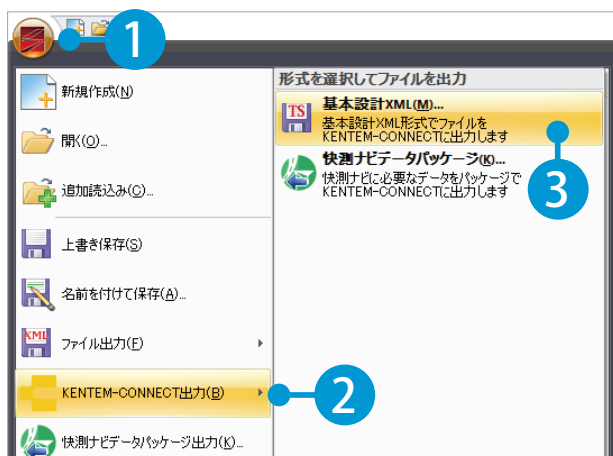 1
新規作成(N)
開く(O)...
追加読込み(C)...
上書き保存(S)
名前を付けて保存(A)...
XML
ファイル出力(F)
KENTEM-CONNECT出力(B)
2
快測ナビデータパッケージ出力(K)...
形式を選択してファイルを出力
TS
基本設計XML(M)...
基本設計XML形式でファイルを
KENTEM-CONNECTに出力します
3
快測ナビデータパッケージ(K)...
快測ナビに必要なデータをパッケージで
KENTEM-CONNECTに出力します